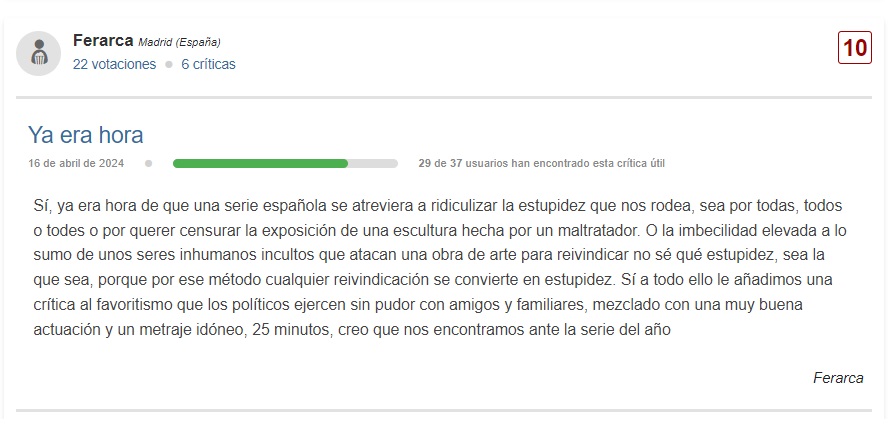 Ferarca Madrid (España)
10
22 votaciones 6 críticas
Ya era hora
16 de abril de 2024 29 de 37 usuarios han encontrado esta crítica útil
Sí, ya era hora de que una serie española se atreviera a ridiculizar la estupidez que nos rodea, sea por todas, todos
o todes o por querer censurar la exposición de una escultura hecha por un maltratador. O la imbecilidad elevada a lo
sumo de unos seres inhumanos incultos que atacan una obra de arte para reivindicar no sé qué estupidez, sea la
que sea, porque por ese método cualquier reivindicación se convierte en estupidez. Sí a todo ello le añadimos una
crítica al favoritismo que los políticos ejercen sin pudor con amigos y familiares, mezclado con una muy buena
actuación y un metraje idóneo, 25 minutos, creo que nos encontramos ante la serie del año
Ferarca